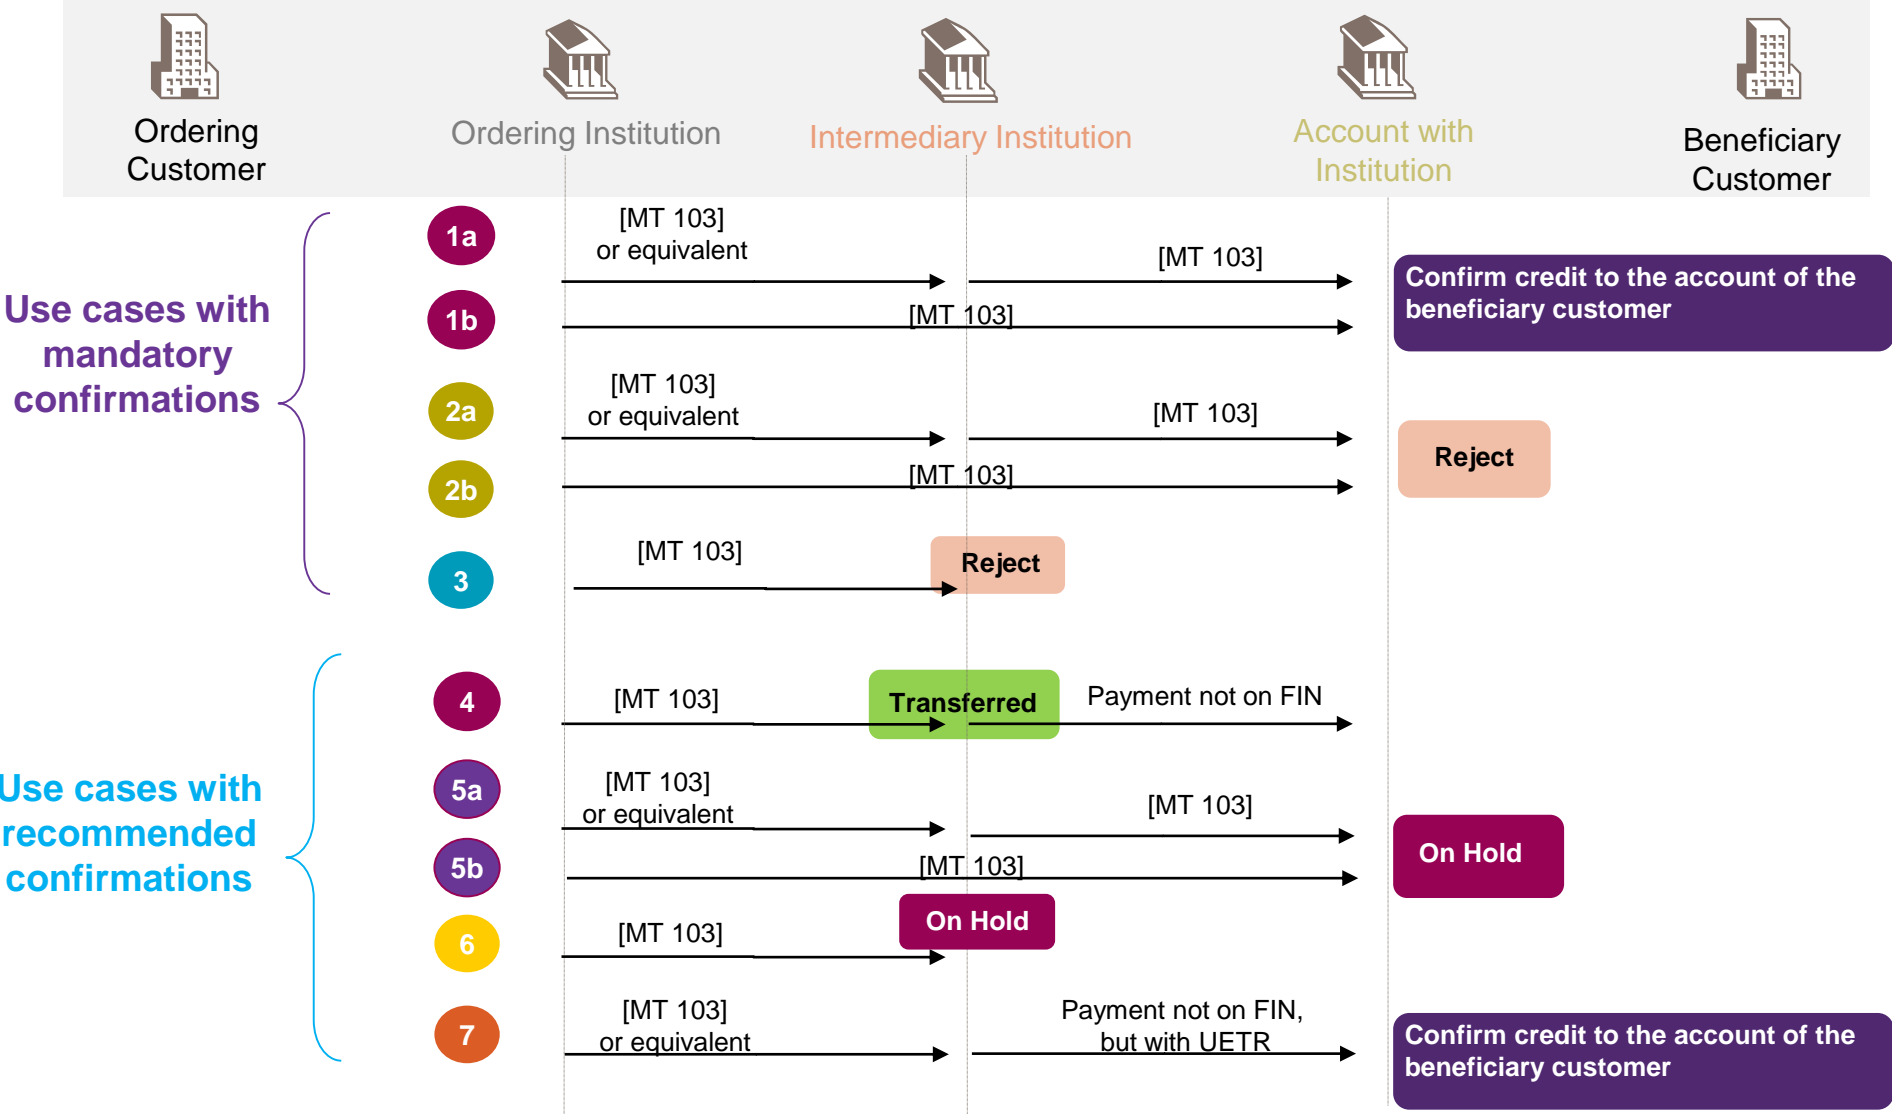 Ordering
Customer
Ordering Institution
Intermediary Institution
Account with
Institution
Beneficiary
Customer
Use cases with
mandatory
confirmations
1a
[MT 103]
or equivalent
[MT 103]
Confirm credit to the account of the
beneficiary customer
1b
[MT 103]
2a
[MT 103]
or equivalent
[MT 103]
Reject
2b
[MT 103]
3
[MT 103]
Reject
Use cases with
recommended
confirmations
4
[MT 103]
Transferred
Payment not on FIN
5a
[MT 103]
or equivalent
[MT 103]
On Hold
5b
[MT 103]
6
[MT 103]
On Hold
7
[MT 103]
or equivalent
Payment not on FIN,
but with UETR
Confirm credit to the account of the
beneficiary customer